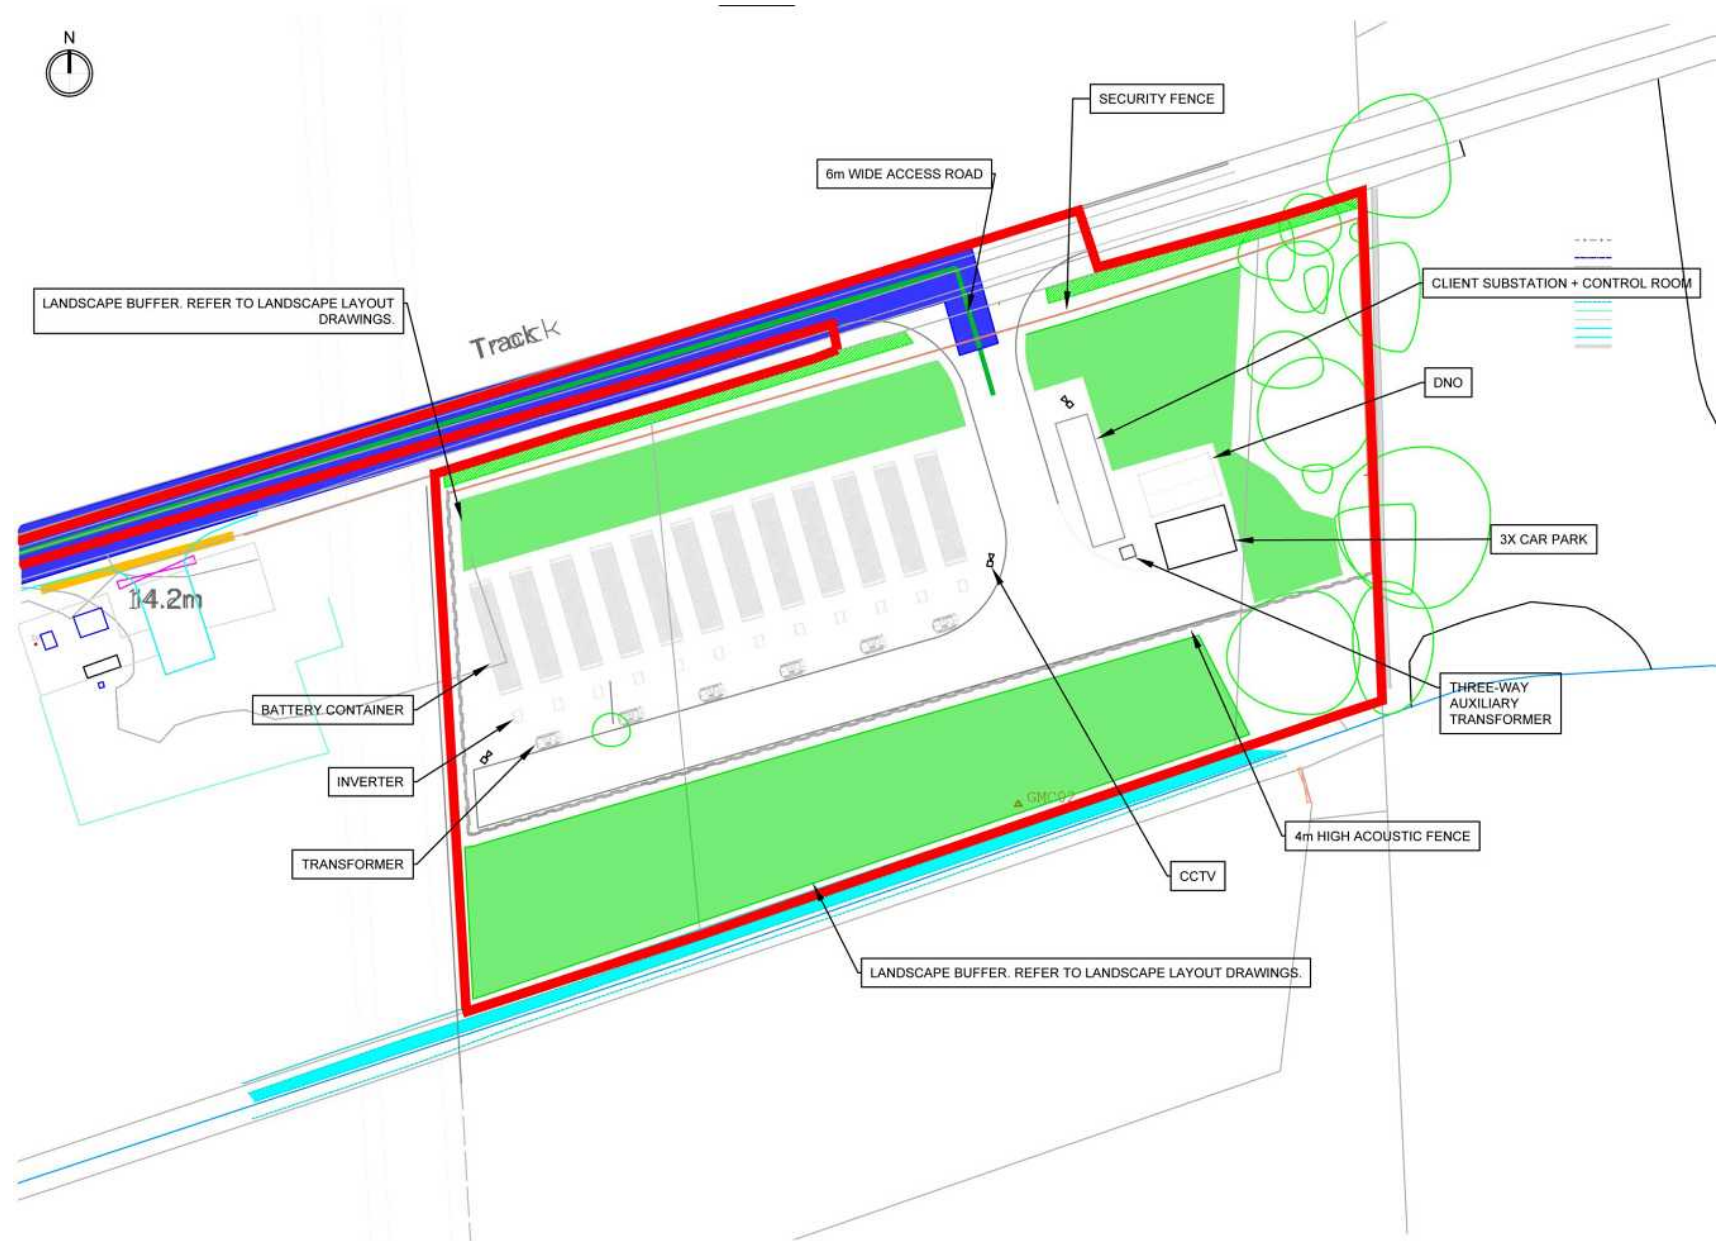 N
SECURITY FENCE
6m WIDE ACCESS ROAD
CLIENT SUBSTATION + CONTROL ROOM
LANDSCAPE BUFFER. REFER TO LANDSCAPE LAYOUT
DRAWINGS.
Track
DNO
3X CAR PARK
14.2m
BATTERY CONTAINER
THREE-WAY
AUXILIARY
TRANSFORMER
INVERTER
GMC02
4m HIGH ACOUSTIC FENCE
TRANSFORMER
CCTV
LANDSCAPE BUFFER. REFER TO LANDSCAPE LAYOUT DRAWINGS.